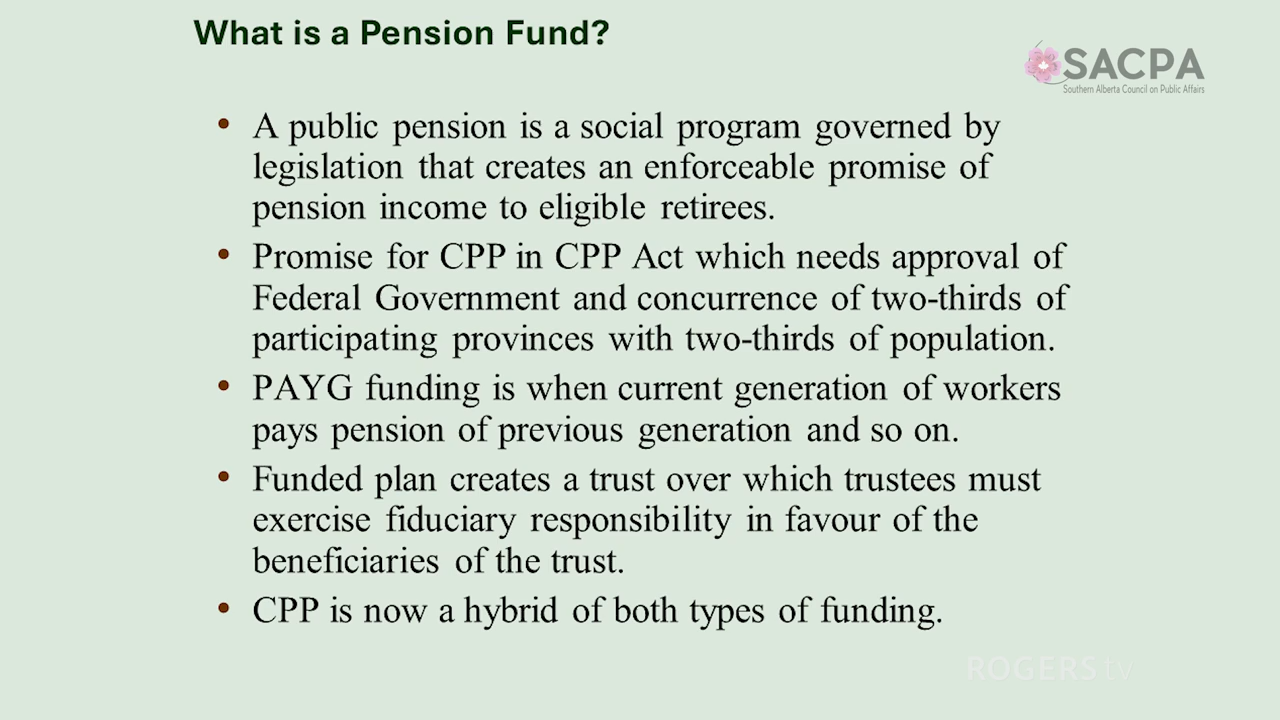 What is a Pension Fund?
SACPA
Southern Alberta Council on Public Affairs
• A public pension is a social program governed by
legislation that creates an enforceable promise of
pension income to eligible retirees.
• Promise for CPP in CPP Act which needs approval of
Federal Government and concurrence of two-thirds of
participating provinces with two-thirds of population.
• PAYG funding is when current generation of workers
pays pension of previous generation and so on.
• Funded plan creates a trust over which trustees must
exercise fiduciary responsibility in favour of the
beneficiaries of the trust.
• CPP is now a hybrid of both types of funding.
ROGERS tv